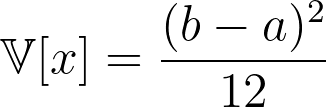 𝕍[x] = (b − a)² / 12